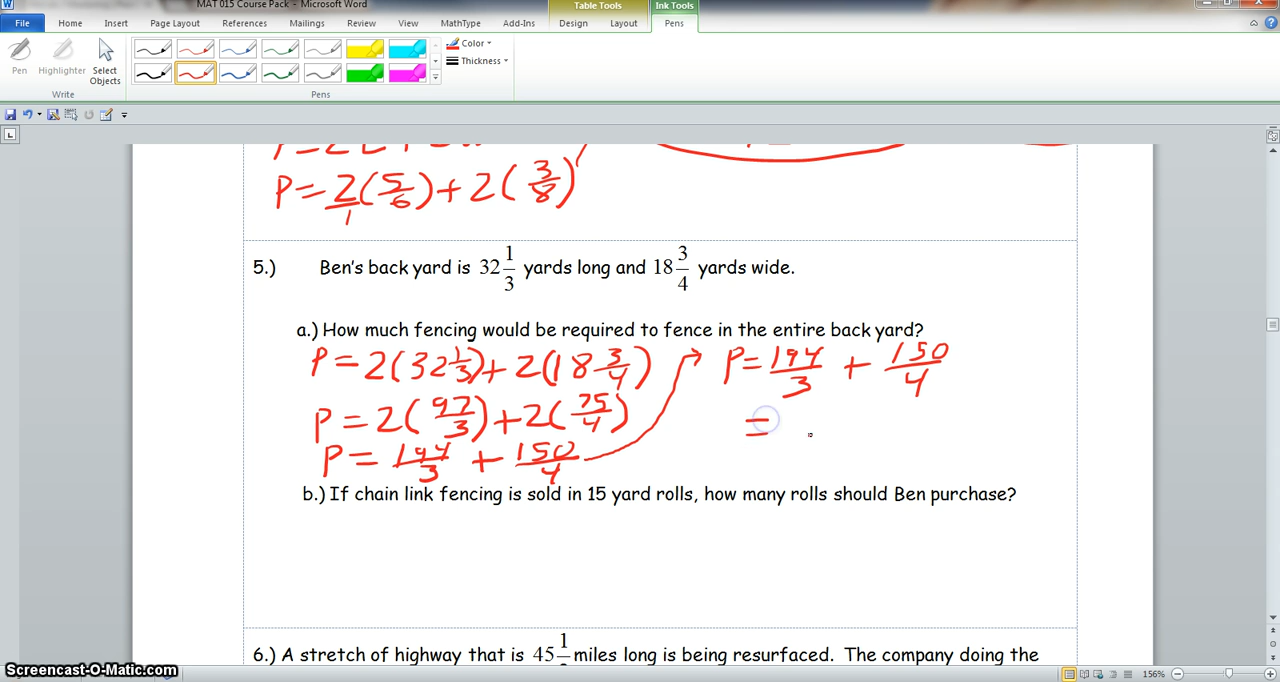 MAT 015 Course Pack - Microsoft Word
Table Tools
Ink Tools
File Home Insert Page Layout References Mailings Review View MathType Add-Ins Design Layout Pens
Pen Highlighter Select Objects
Color
Thickness
Write
Pens
P = 2/1 (5/6) + 2 (3/8)
5.) Ben's back yard is 32 1/3 yards long and 18 3/4 yards wide.
a.) How much fencing would be required to fence in the entire back yard?
P = 2(32 1/3) + 2(18 3/4)
P = 2(97/3) + 2(75/4)
P = 194/3 + 150/4
P = 194/3 + 150/4
=
b.) If chain link fencing is sold in 15 yard rolls, how many rolls should Ben purchase?
6.) A stretch of highway that is 45 miles long is being resurfaced. The company doing the
Screencast-O-Matic.com
156%